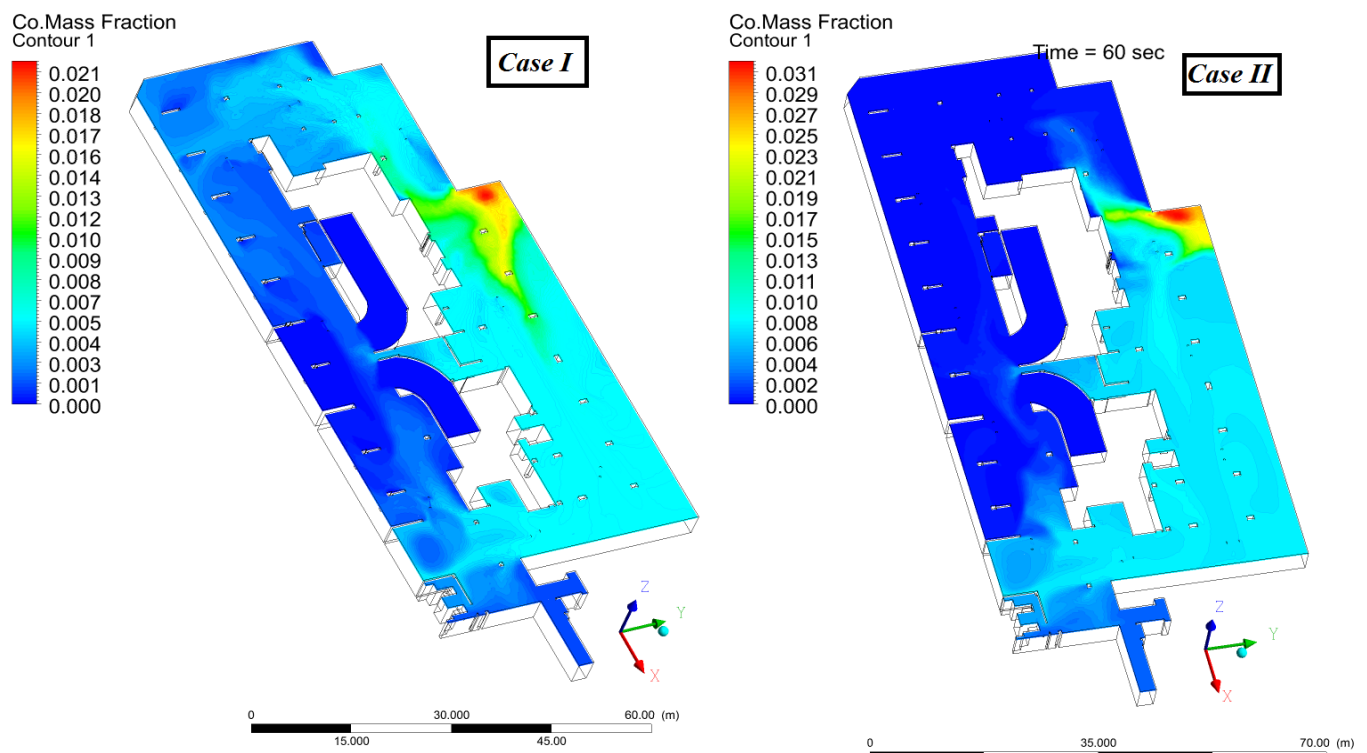 Co.Mass Fraction
Contour 1
Case I
0.021
0.020
0.017
0.016
0.014
0.013
0.012
0.010
0.009
0.008
0.007
0.005
0.004
0.003
0.001
0.000
Z
Y
X
0 30.000 60.00 (m)
15.000 45.00
Co.Mass Fraction
Contour 1
Time = 60 sec
Case II
0.031
0.029
0.027
0.025
0.023
0.021
0.019
0.017
0.015
0.013
0.011
0.010
0.008
0.006
0.004
0.002
0.000
Z
Y
X
0 35.000 70.00 (m)